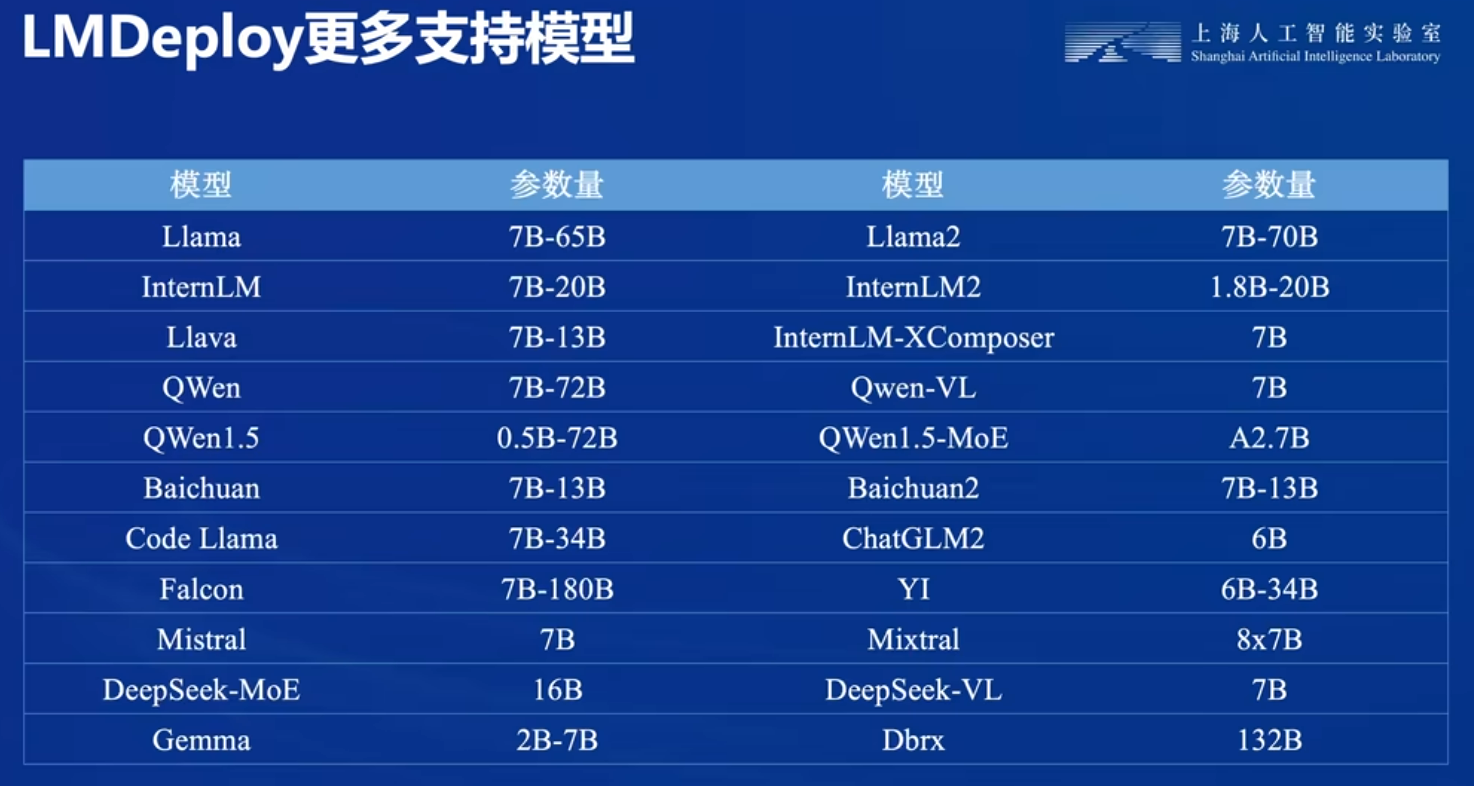 LMDeploy更多支持模型
上海人工智能实验室
Shanghai Artificial Intelligence Laboratory
模型 参数量 模型 参数量
Llama 7B-65B Llama2 7B-70B
InternLM 7B-20B InternLM2 1.8B-20B
Llava 7B-13B InternLM-XComposer 7B
QWen 7B-72B Qwen-VL 7B
QWen1.5 0.5B-72B QWen1.5-MoE A2.7B
Baichuan 7B-13B Baichuan2 7B-13B
Code Llama 7B-34B ChatGLM2 6B
Falcon 7B-180B YI 6B-34B
Mistral 7B Mixtral 8x7B
DeepSeek-MoE 16B DeepSeek-VL 7B
Gemma 2B-7B Dbrx 132B